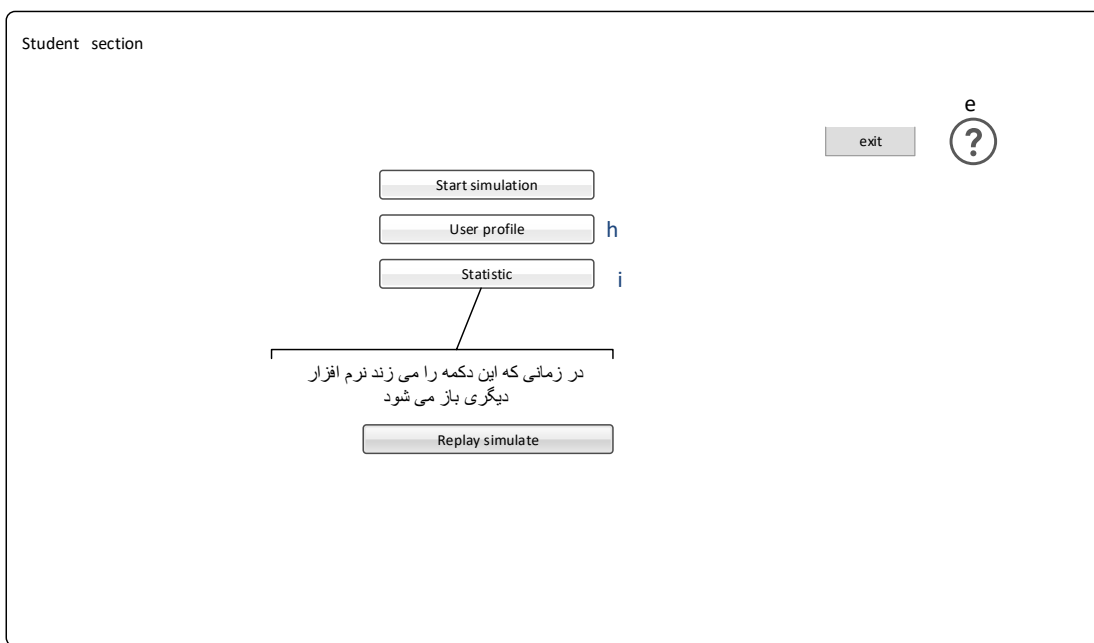 Student section
e
exit
?
Start simulation
User profile
h
Statistic
i
در زمانی که این دکمه را می زند نرم افزار
دیگری باز می شود
Replay simulate